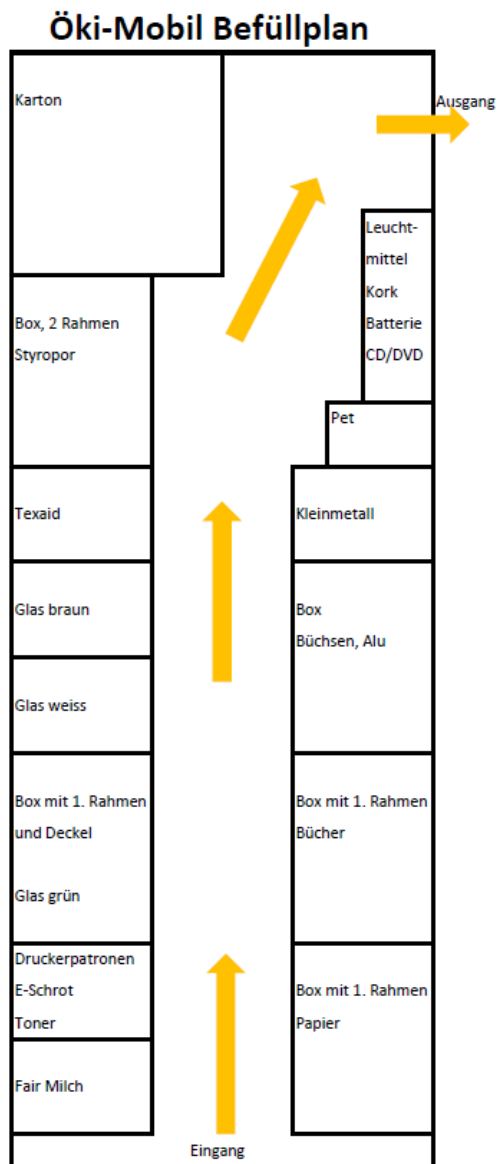 Öki-Mobil Befüllplan
Karton
Ausgang
Leucht-
mittel
Kork
Batterie
CD/DVD
Box, 2 Rahmen
Styropor
Pet
Texaid
Kleinmetall
Glas braun
Box
Büchsen, Alu
Glas weiss
Box mit 1. Rahmen
und Deckel
Glas grün
Box mit 1. Rahmen
Bücher
Druckerpatronen
E-Schrot
Toner
Box mit 1. Rahmen
Papier
Fair Milch
Eingang